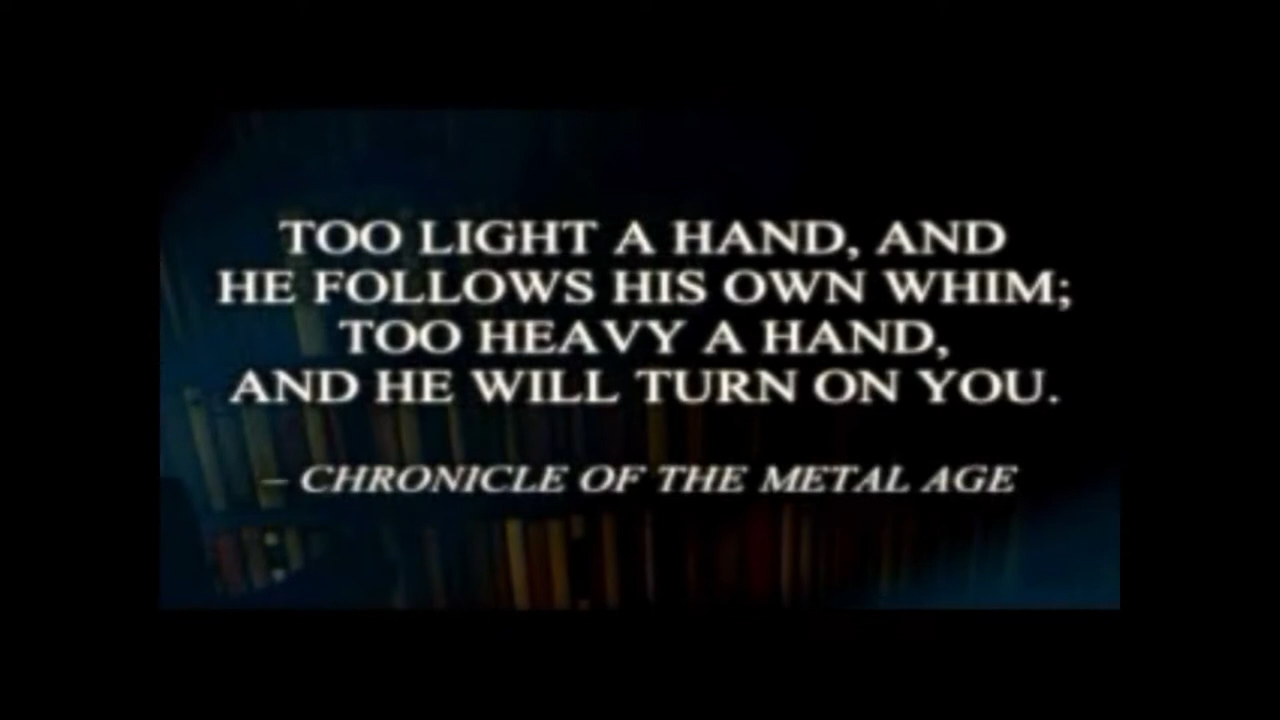 TOO LIGHT A HAND, AND
HE FOLLOWS HIS OWN WHIM;
TOO HEAVY A HAND,
AND HE WILL TURN ON YOU.
– CHRONICLE OF THE METAL AGE